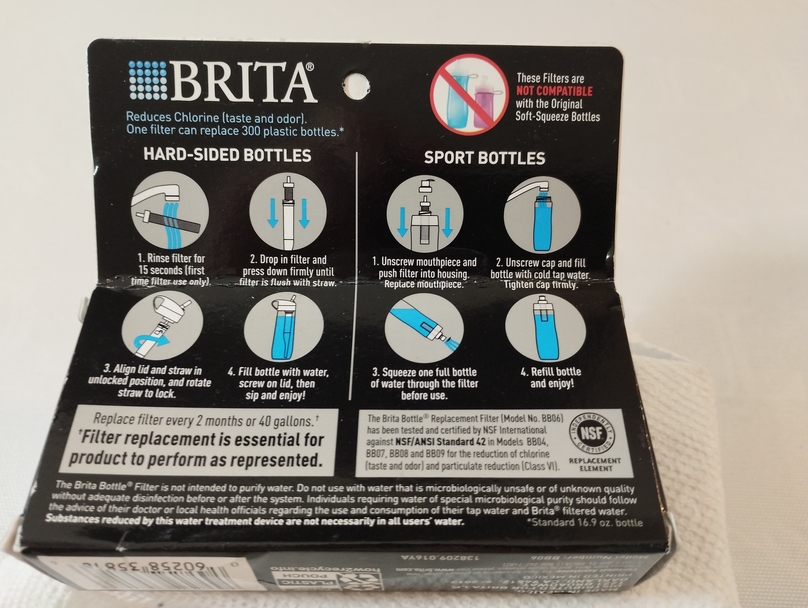 BRITA®
Reduces Chlorine (taste and odor).
One filter can replace 300 plastic bottles.*
These Filters are
NOT COMPATIBLE
with the Original
Soft-Squeeze Bottles
HARD-SIDED BOTTLES
1. Rinse filter for
15 seconds (first
time filter use only).
2. Drop in filter and
press down firmly until
filter is flush with straw.
3. Align lid and straw in
unlocked position, and rotate
straw to lock.
4. Fill bottle with water,
screw on lid, then
sip and enjoy!
SPORT BOTTLES
1. Unscrew mouthpiece and
push filter into housing.
Replace mouthpiece.
2. Unscrew cap and fill
bottle with cold tap water.
Tighten cap firmly.
3. Squeeze one full bottle
of water through the filter
before use.
4. Refill bottle
and enjoy!
Replace filter every 2 months or 40 gallons.†
†Filter replacement is essential for
product to perform as represented.
The Brita Bottle® Replacement Filter (Model No. BB06)
has been tested and certified by NSF International
against NSF/ANSI Standard 42 in Models BB04,
BB07, BB08 and BB09 for the reduction of chlorine
(taste and odor) and particulate reduction (Class VI).
INDEPENDENTLY
NSF
CERTIFIED
REPLACEMENT
ELEMENT
The Brita Bottle® Filter is not intended to purify water. Do not use with water that is microbiologically unsafe or of unknown quality
without adequate disinfection before or after the system. Individuals requiring water of special microbiological purity should follow
the advice of their doctor or local health officials regarding the use and consumption of their tap water and Brita® filtered water.
Substances reduced by this water treatment device are not necessarily in all users' water.
*Standard 16.9 oz. bottle
0 60258 35818
PLASTIC
POUCH
how2recycle.info
138209.016YA